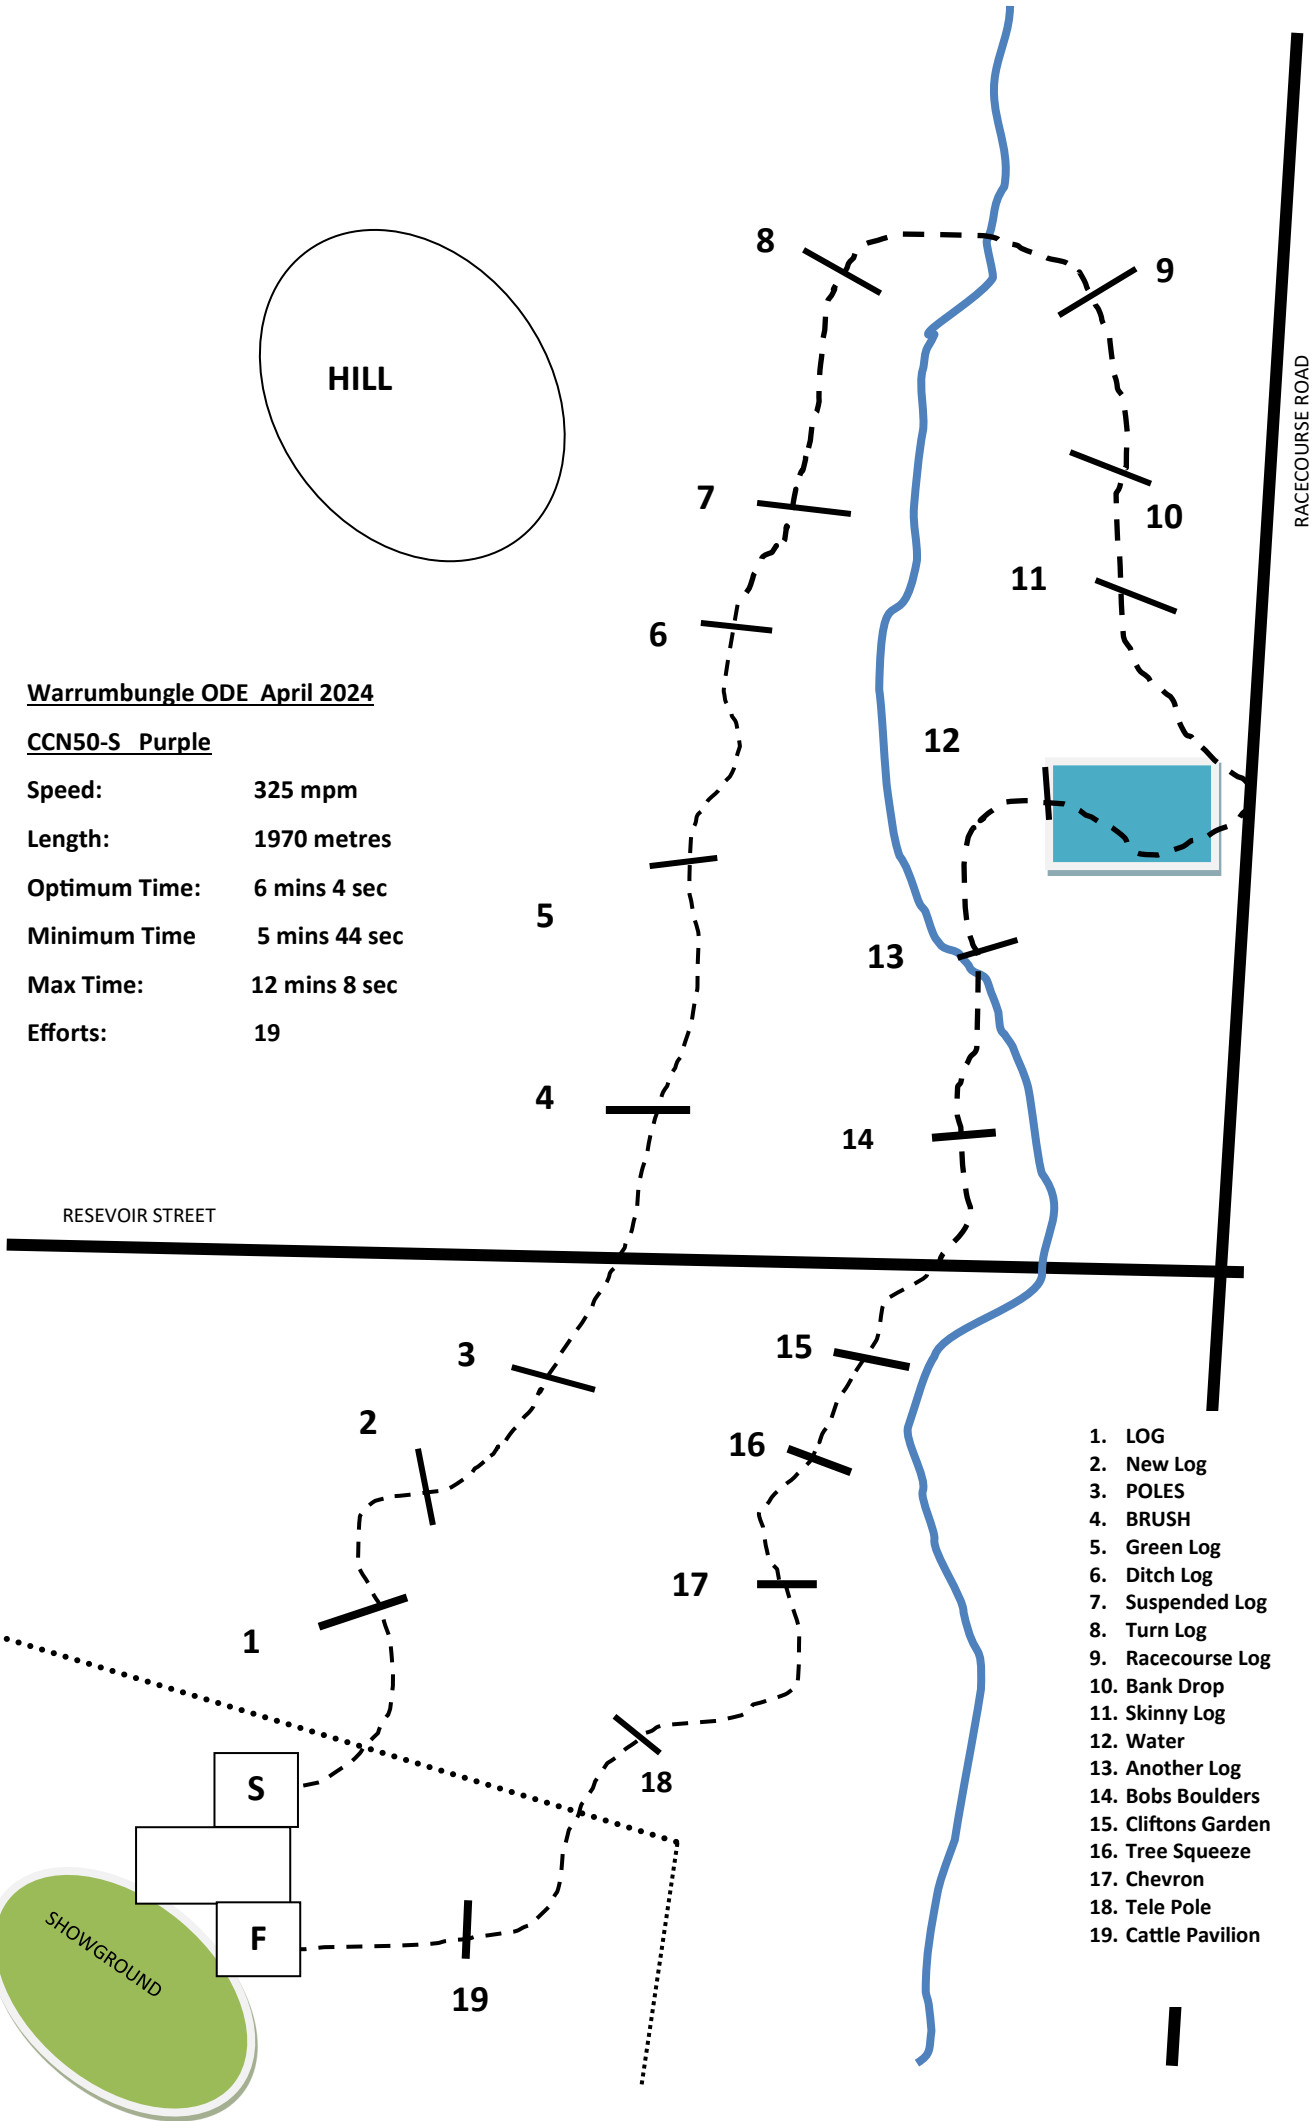 8
9
HILL
RACECOURSE ROAD
7
10
11
6
Warrumbungle ODE April 2024
CCN50-S Purple
Speed: 325 mpm
Length: 1970 metres
Optimum Time: 6 mins 4 sec
Minimum Time 5 mins 44 sec
Max Time: 12 mins 8 sec
Efforts: 19
12
5
13
4
14
RESEVOIR STREET
3
15
2
16
17
1
18
S
F
SHOWGROUND
19
1. LOG
2. New Log
3. POLES
4. BRUSH
5. Green Log
6. Ditch Log
7. Suspended Log
8. Turn Log
9. Racecourse Log
10. Bank Drop
11. Skinny Log
12. Water
13. Another Log
14. Bobs Boulders
15. Cliftons Garden
16. Tree Squeeze
17. Chevron
18. Tele Pole
19. Cattle Pavilion